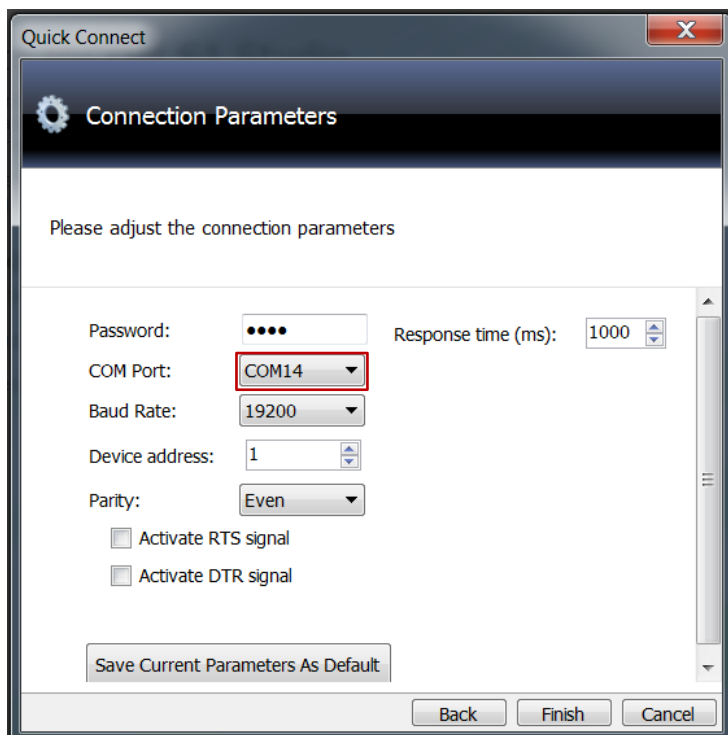 Quick Connect
Connection Parameters
Please adjust the connection parameters
Password: ●●●● Response time (ms): 1000
COM Port: COM14
Baud Rate: 19200
Device address: 1
Parity: Even
Activate RTS signal
Activate DTR signal
Save Current Parameters As Default
Back Finish Cancel